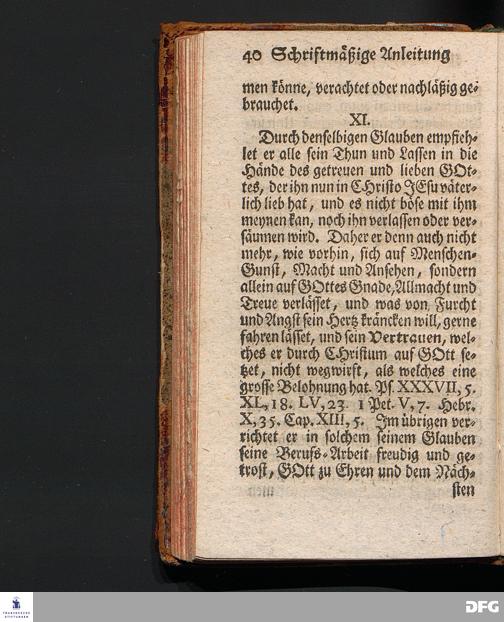 40 Schriftmäßige Anleitung
men könne, verachtet oder nachläßig ge-
brauchet.
XI.
Durch denselbigen Glauben empfieh-
let er alle sein Thun und Lassen in die
Hände des getreuen und lieben GOt-
tes, der ihn nun in CHristo JEsu väter-
lich lieb hat, und es nicht böse mit ihm
meynen kan, noch ihn verlassen oder ver-
säumen wird. Daher er denn auch nicht
mehr, wie vorhin, sich auf Menschen-
Gunst, Macht und Ansehen, sondern
allein auf GOttes Gnade, Allmacht und
Treue verlässet, und was von Furcht
und Angst sein Hertz kräncken will, gerne
fahren lässet, und sein Vertrauen, wel-
ches er durch CHristum auf GOtt se-
tzet, nicht wegwirft, als welches eine
grosse Belohnung hat. Ps. XXXVII, 5.
XL, 18. LV, 23. 1 Pet. V, 7. Hebr.
X, 35. Cap. XIII, 5. Im übrigen ver-
richtet er in solchem seinem Glauben
seine Berufs-Arbeit freudig und ge-
trost, GOtt zu Ehren und dem Näch-
sten
FRANCKESCHE
STIFTUNGEN
DFG